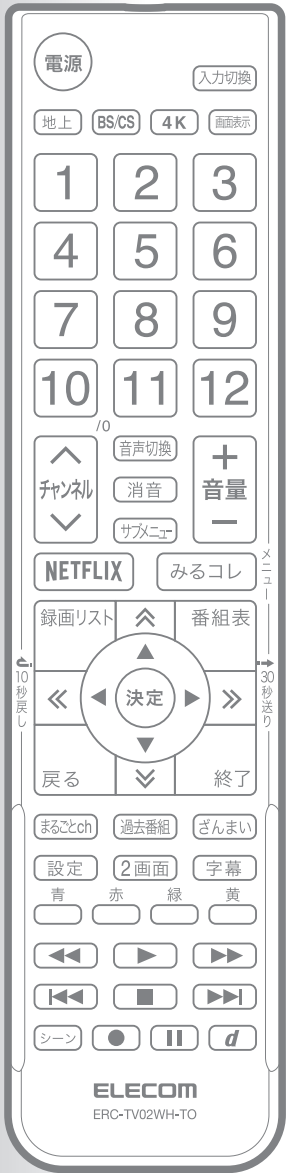 電源
入力切換
地上 BS/CS 4K 画面表示
1 2 3
4 5 6
7 8 9
10 11 12
/0
音声切換
チャンネル 消音 + 音量 −
サブメニュー
NETFLIX みるコレ
メニュー
録画リスト 番組表
10秒戻し 決定 30秒送り
戻る 終了
まるごとch 過去番組 ざんまい
設定 2画面 字幕
青 赤 緑 黄
シーン d
ELECOM
ERC-TV02WH-TO